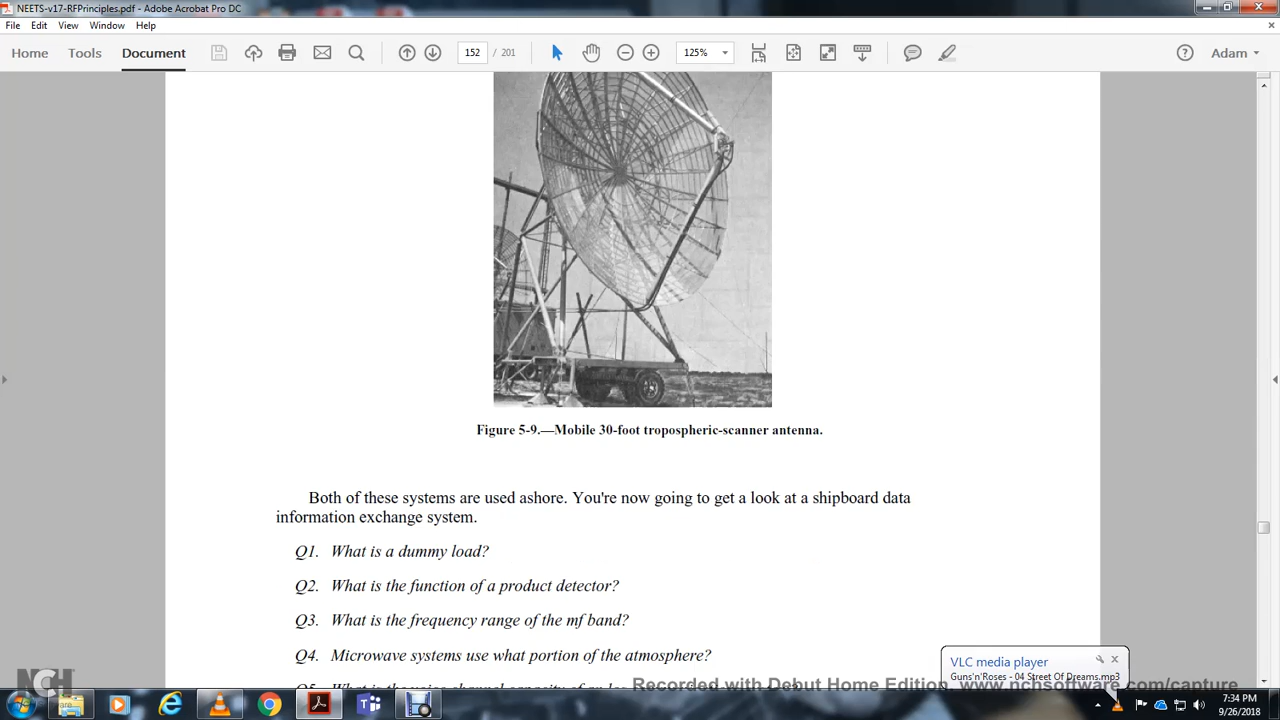 NEETS-v17-RFPrinciples.pdf - Adobe Acrobat Pro DC
File Edit View Window Help
Home Tools Document 152 / 201 125% Adam
Figure 5-9.—Mobile 30-foot tropospheric-scanner antenna.
Both of these systems are used ashore. You're now going to get a look at a shipboard data
information exchange system.
Q1. What is a dummy load?
Q2. What is the function of a product detector?
Q3. What is the frequency range of the mf band?
Q4. Microwave systems use what portion of the atmosphere?
VLC media player
Guns'n'Roses - 04 Street Of Dreams.mp3
NCH
Recorded with Debut Home Edition. www.nchsoftware.com/capture
7:34 PM
9/26/2018